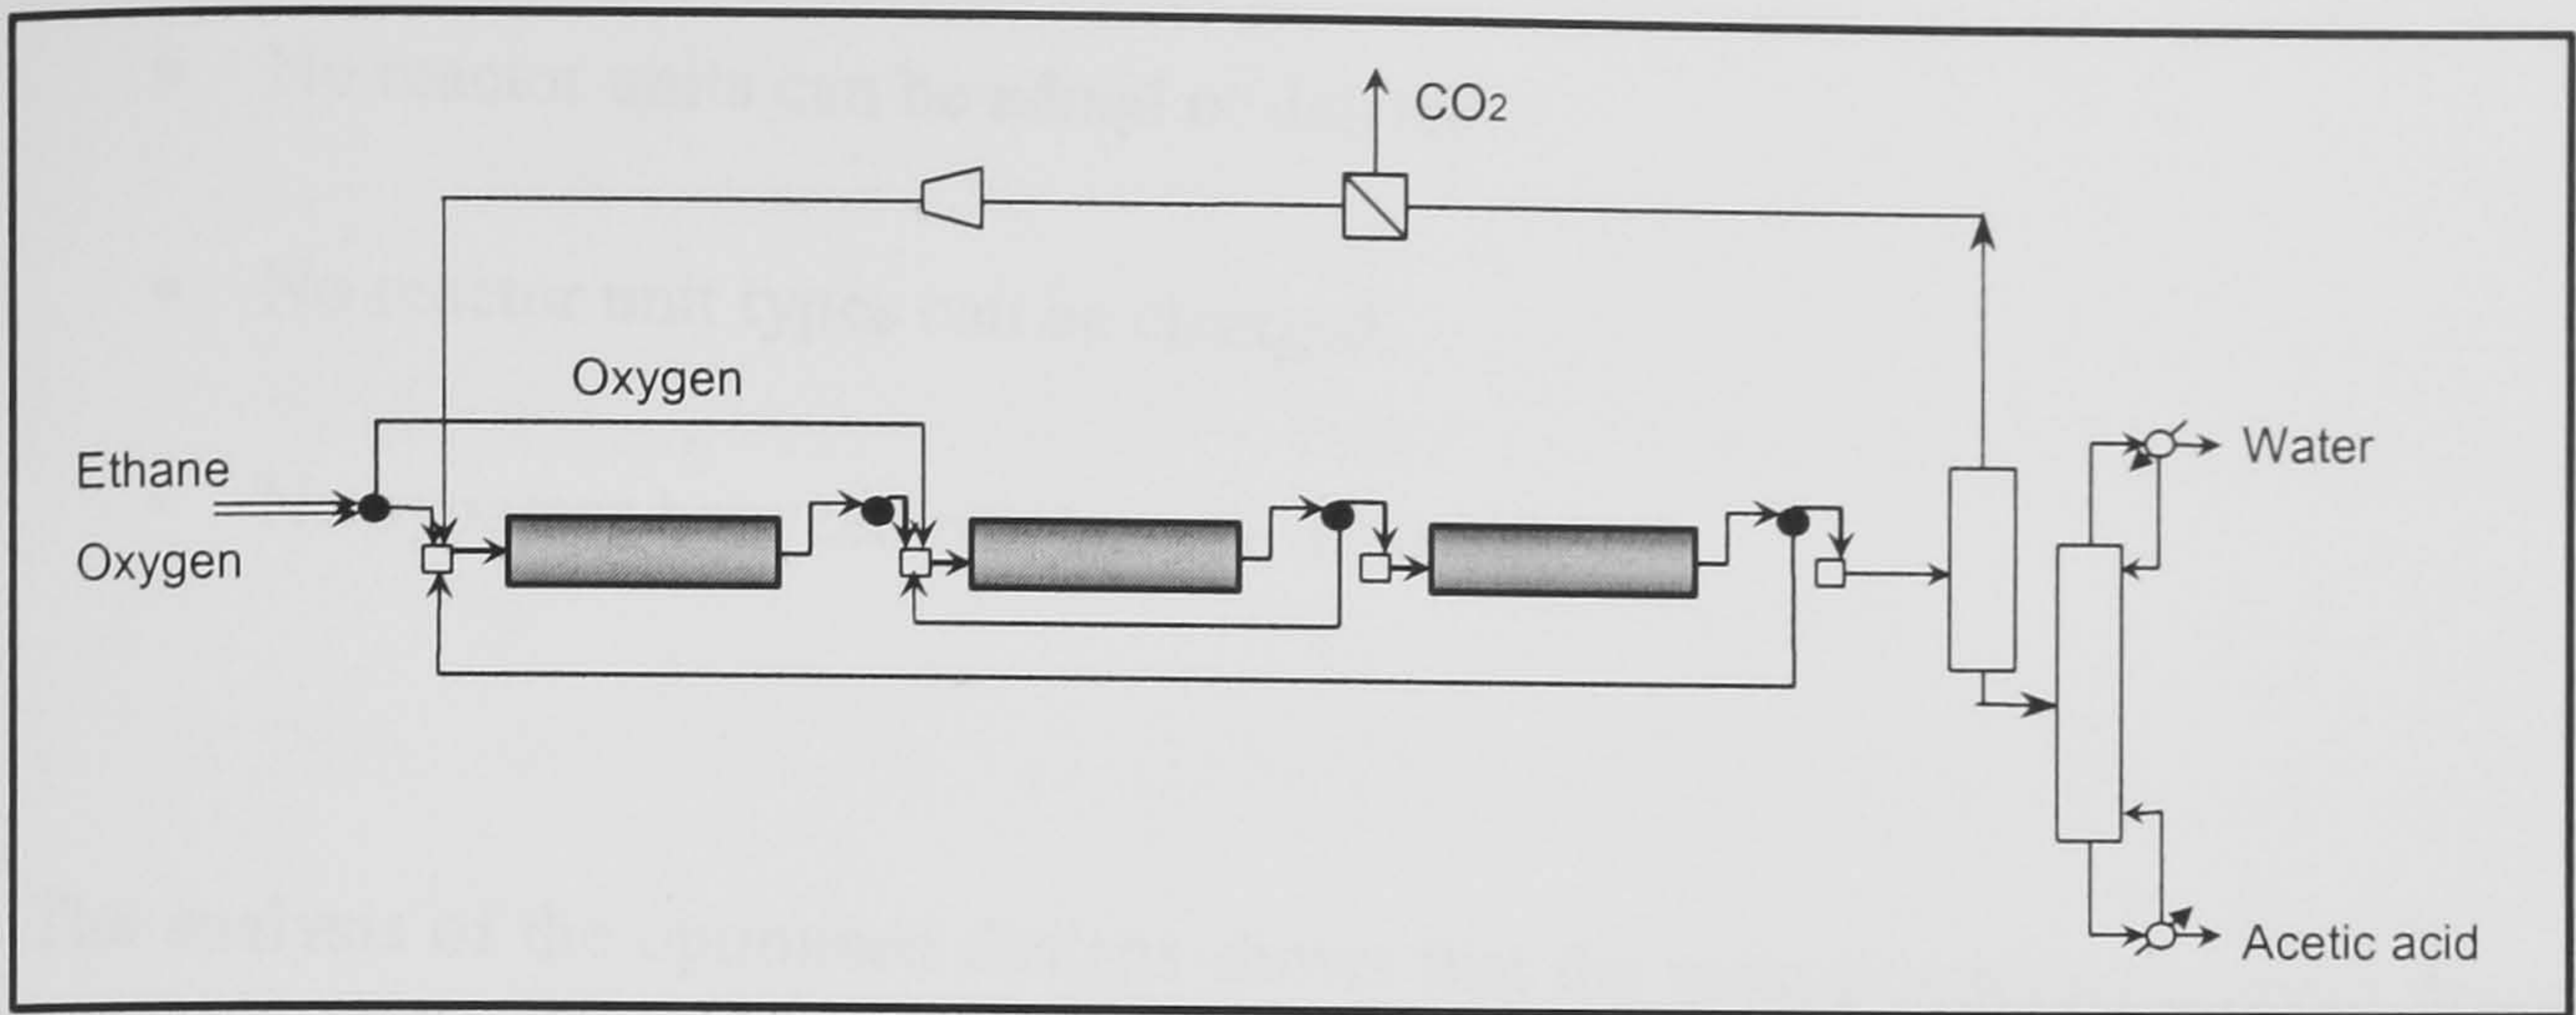 CO2
Oxygen
Ethane
Oxygen
Water
Acetic acid